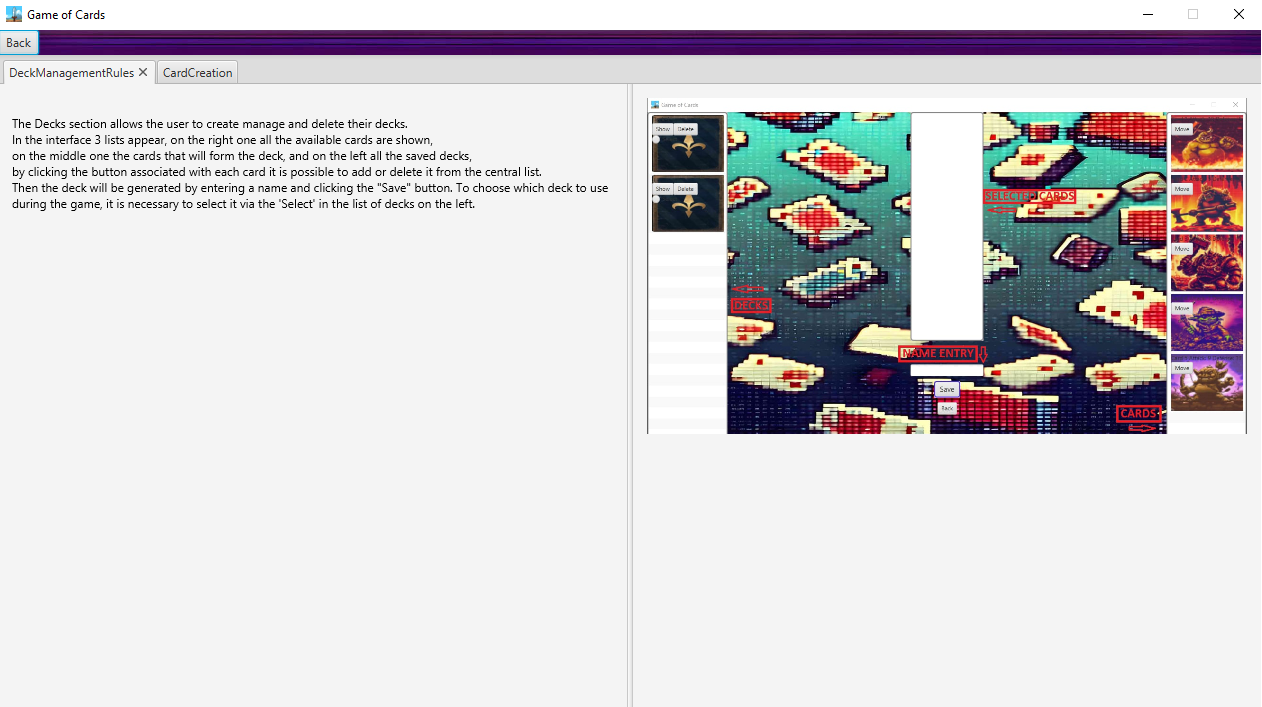 Game of Cards
Back
DeckManagementRules
CardCreation
The Decks section allows the user to create manage and delete their decks.
In the interface 3 lists appear, on the right one all the available cards are shown,
on the middle one the cards that will form the deck, and on the left all the saved decks,
by clicking the button associated with each card it is possible to add or delete it from the central list.
Then the deck will be generated by entering a name and clicking the "Save" button. To choose which deck to use
during the game, it is necessary to select it via the 'Select' in the list of decks on the left.
Game of Cards
Show Delete
Show Delete
SELECTED CARDS
DECKS
NAME ENTRY
Save
Back
Move
Move
Move
Move
Move
CARDS